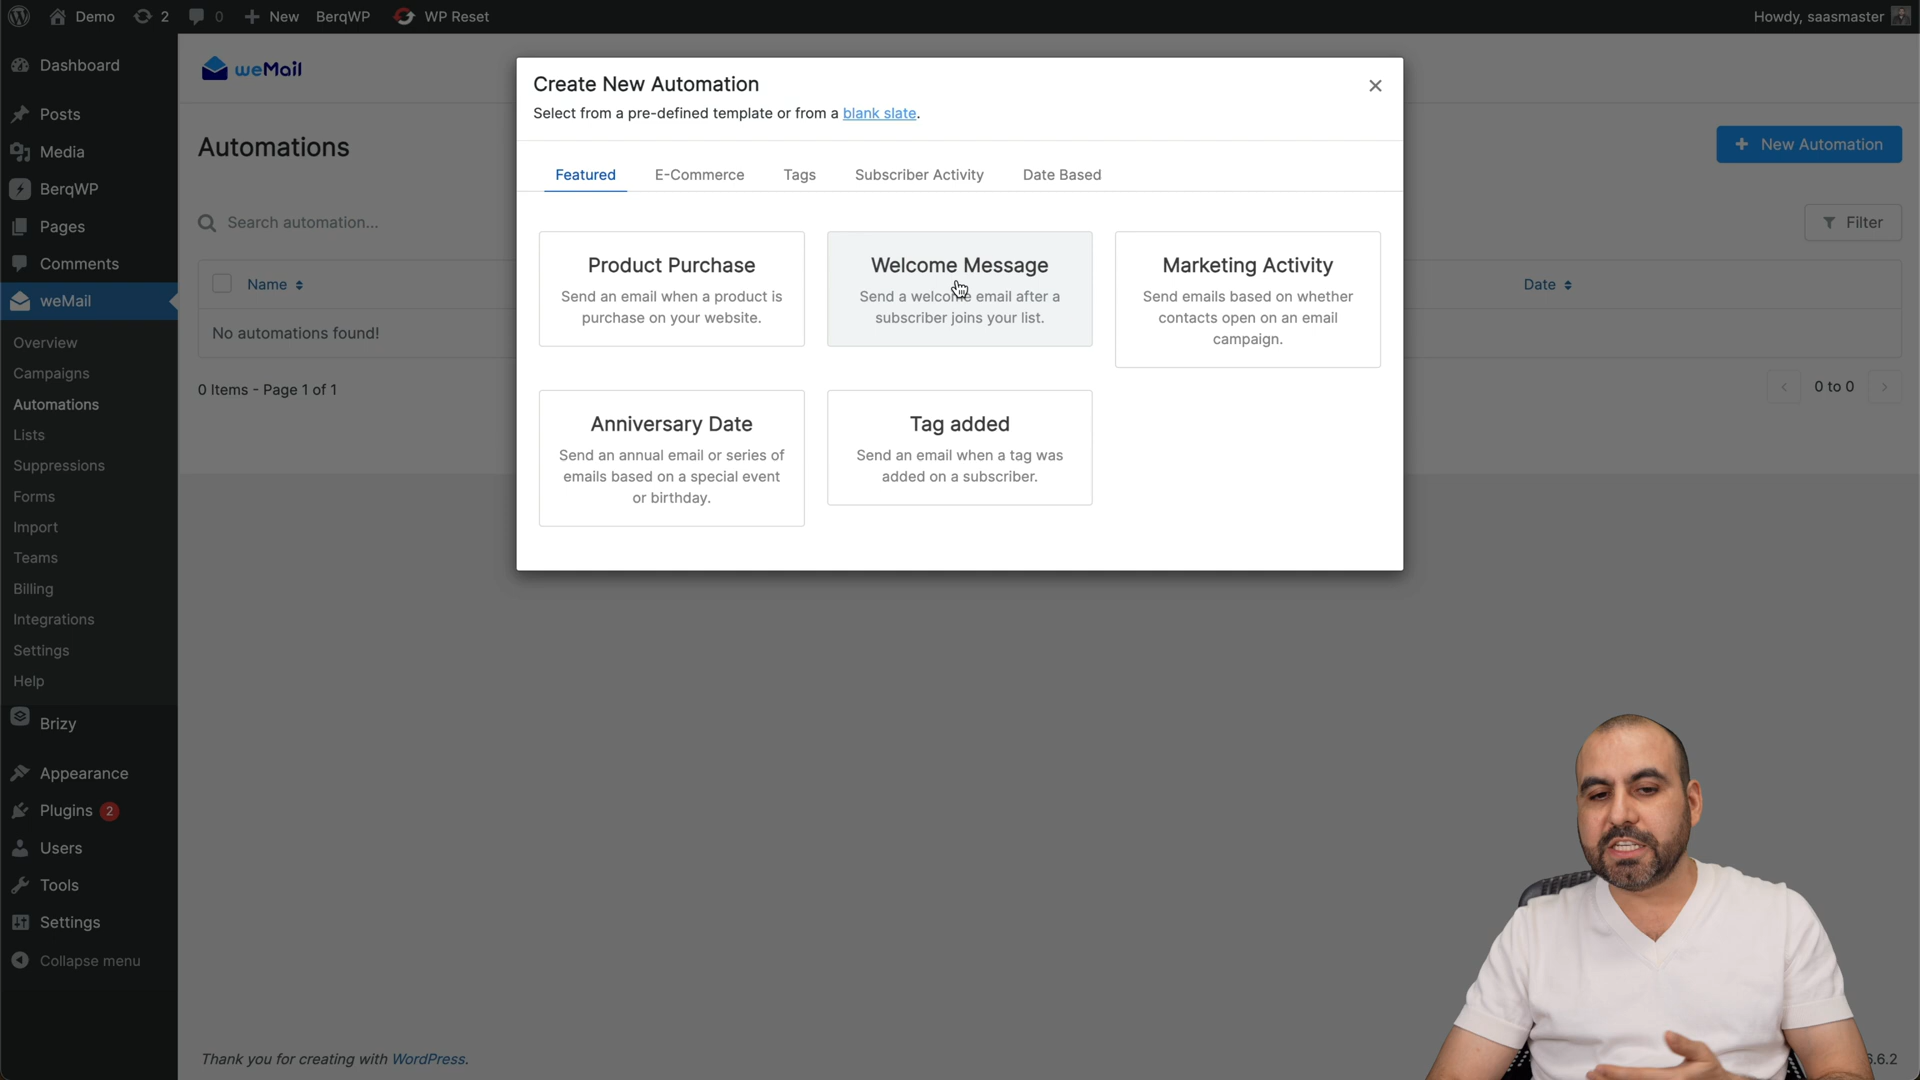 Demo
2
0
New
BerqWP
WP Reset
Howdy, saasmaster
Dashboard
Posts
Media
BerqWP
Pages
Comments
weMail
Overview
Campaigns
Automations
Lists
Suppressions
Forms
Import
Teams
Billing
Integrations
Settings
Help
Brizy
Appearance
Plugins 2
Users
Tools
Settings
Collapse menu
weMail
Automations
New Automation
Search automation...
Filter
Name
Date
No automations found!
0 Items - Page 1 of 1
0 to 0
Create New Automation
Select from a pre-defined template or from a blank slate.
Featured
E-Commerce
Tags
Subscriber Activity
Date Based
Product Purchase
Send an email when a product is
purchase on your website.
Welcome Message
Send a welcome email after a
subscriber joins your list.
Marketing Activity
Send emails based on whether
contacts open on an email
campaign.
Anniversary Date
Send an annual email or series of
emails based on a special event
or birthday.
Tag added
Send an email when a tag was
added on a subscriber.
Thank you for creating with WordPress.
6.6.2